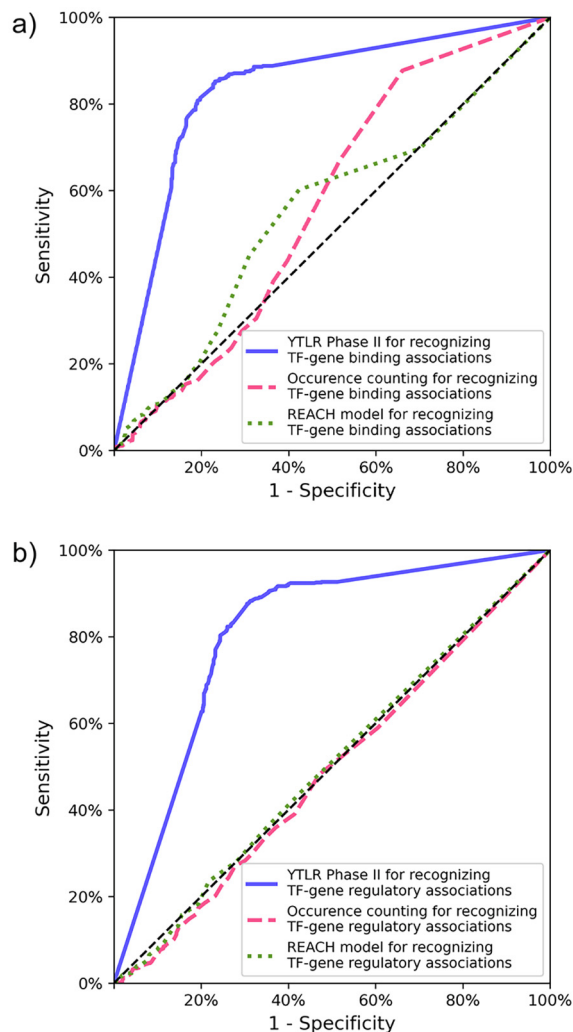 a)
100%
80%
60%
40%
20%
0%
Sensitivity
YTLR Phase II for recognizing
TF-gene binding associations
Occurence counting for recognizing
TF-gene binding associations
REACH model for recognizing
TF-gene binding associations
20%
40%
60%
80%
100%
1 - Specificity
b)
100%
80%
60%
40%
20%
0%
Sensitivity
YTLR Phase II for recognizing
TF-gene regulatory associations
Occurence counting for recognizing
TF-gene regulatory associations
REACH model for recognizing
TF-gene regulatory associations
20%
40%
60%
80%
100%
1 - Specificity